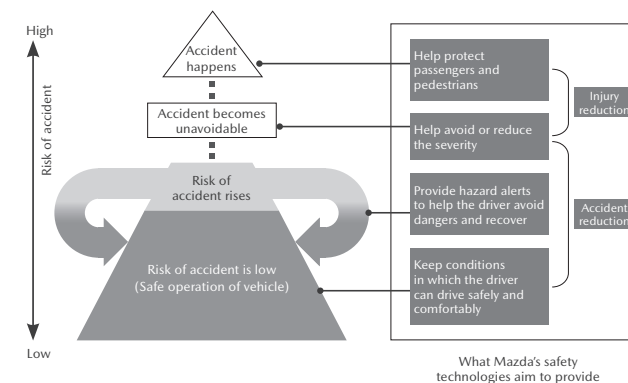 High
Risk of accident
Low
Accident
happens
Accident becomes
unavoidable
Risk of
accident rises
Risk of accident is low
(Safe operation of vehicle)
Help protect
passengers and
pedestrians
Help avoid or reduce
the severity
Provide hazard alerts
to help the driver avoid
dangers and recover
Keep conditions
in which the driver
can drive safely and
comfortably
Injury
reduction
Accident
reduction
What Mazda's safety
technologies aim to provide